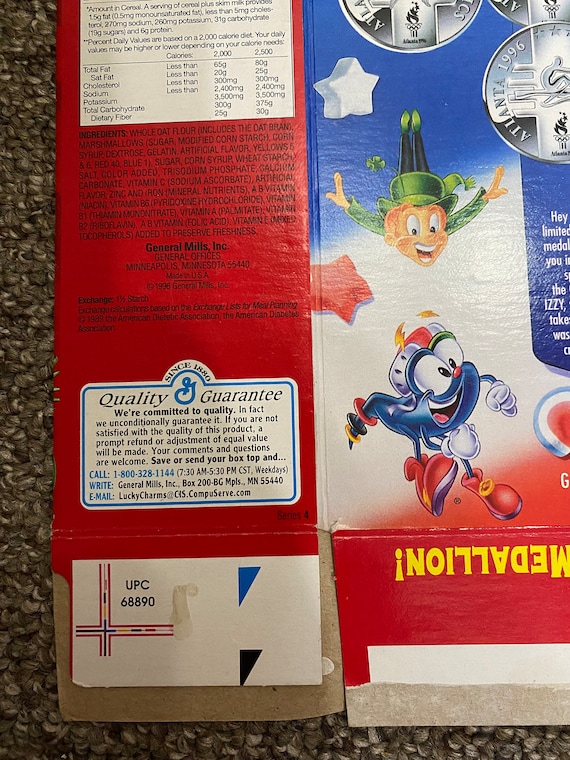 *Amount in Cereal. A serving of cereal plus skim milk provides
1.5g fat (0.5mg monounsaturated fat), less than 5mg choles-
terol, 270mg sodium, 260mg potassium, 31g carbohydrate
(19g sugars) and 6g protein.
**Percent Daily Values are based on a 2,000 calorie diet. Your daily
values may be higher or lower depending on your calorie needs:
Calories: 2,000 2,500
Total Fat Less than 65g 80g
Sat Fat Less than 20g 25g
Cholesterol Less than 300mg 300mg
Sodium Less than 2,400mg 2,400mg
Potassium 3,500mg 3,500mg
Total Carbohydrate 300g 375g
Dietary Fiber 25g 30g
INGREDIENTS: WHOLE OAT FLOUR (INCLUDES THE OAT BRAN),
MARSHMALLOWS (SUGAR, MODIFIED CORN STARCH, CORN
SYRUP, DEXTROSE, GELATIN, ARTIFICIAL FLAVOR, YELLOWS 5
& 6, RED 40, BLUE 1), SUGAR, CORN SYRUP, WHEAT STARCH,
SALT, COLOR ADDED, TRISODIUM PHOSPHATE, CALCIUM
CARBONATE, VITAMIN C (SODIUM ASCORBATE), ARTIFICIAL
FLAVOR, ZINC AND IRON (MINERAL NUTRIENTS), A B VITAMIN
(NIACIN), VITAMIN B6 (PYRIDOXINE HYDROCHLORIDE), VITAMIN
B1 (THIAMIN MONONITRATE), VITAMIN A (PALMITATE), VITAMIN
B2 (RIBOFLAVIN), A B VITAMIN (FOLIC ACID), VITAMIN E (MIXED
TOCOPHEROLS) ADDED TO PRESERVE FRESHNESS.
General Mills, Inc.
GENERAL OFFICES
MINNEAPOLIS, MINNESOTA 55440
Made in U.S.A.
© 1996 General Mills, Inc.
Exchange: 1½ Starch
Exchange calculations based on the Exchange Lists for Meal Planning
© 1989 the American Dietetic Association, the American Diabetes
Association.
SINCE 1880
Quality G Guarantee
We're committed to quality. In fact
we unconditionally guarantee it. If you are not
satisfied with the quality of this product, a
prompt refund or adjustment of equal value
will be made. Your comments and questions
are welcome. Save or send your box top and...
CALL: 1-800-328-1144 (7:30 AM-5:30 PM CST, Weekdays)
WRITE: General Mills, Inc., Box 200-BG Mpls., MN 55440
E-MAIL: LuckyCharms@CIS.CompuServe.com
Series 4
UPC
68890
Atlanta 1996
ATLANTA 1996
Atlanta 1996
Hey
limited
medal
you in
the
IZZY,
takes
was
®
G
MEDALLION!